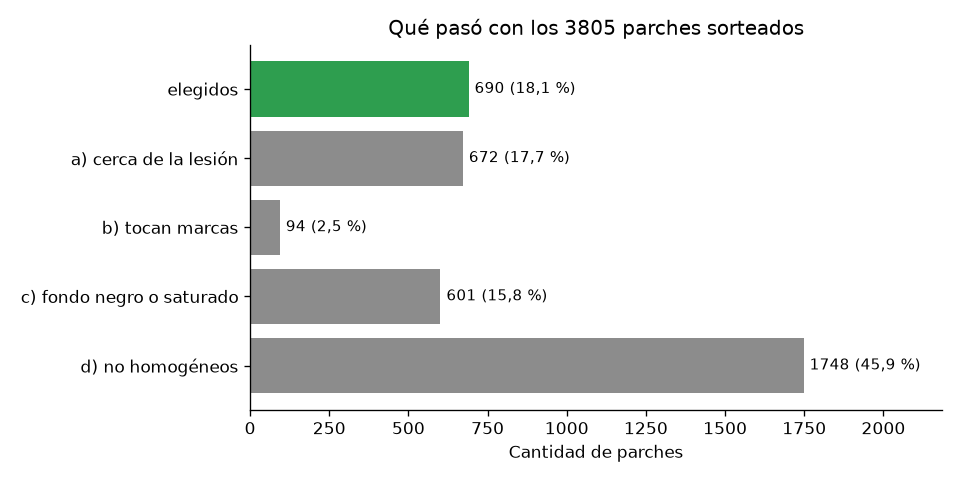 Qué pasó con los 3805 parches sorteados
elegidos
690 (18,1 %)
a) cerca de la lesión
672 (17,7 %)
b) tocan marcas
94 (2,5 %)
c) fondo negro o saturado
601 (15,8 %)
d) no homogéneos
1748 (45,9 %)
0 250 500 750 1000 1250 1500 1750 2000
Cantidad de parches